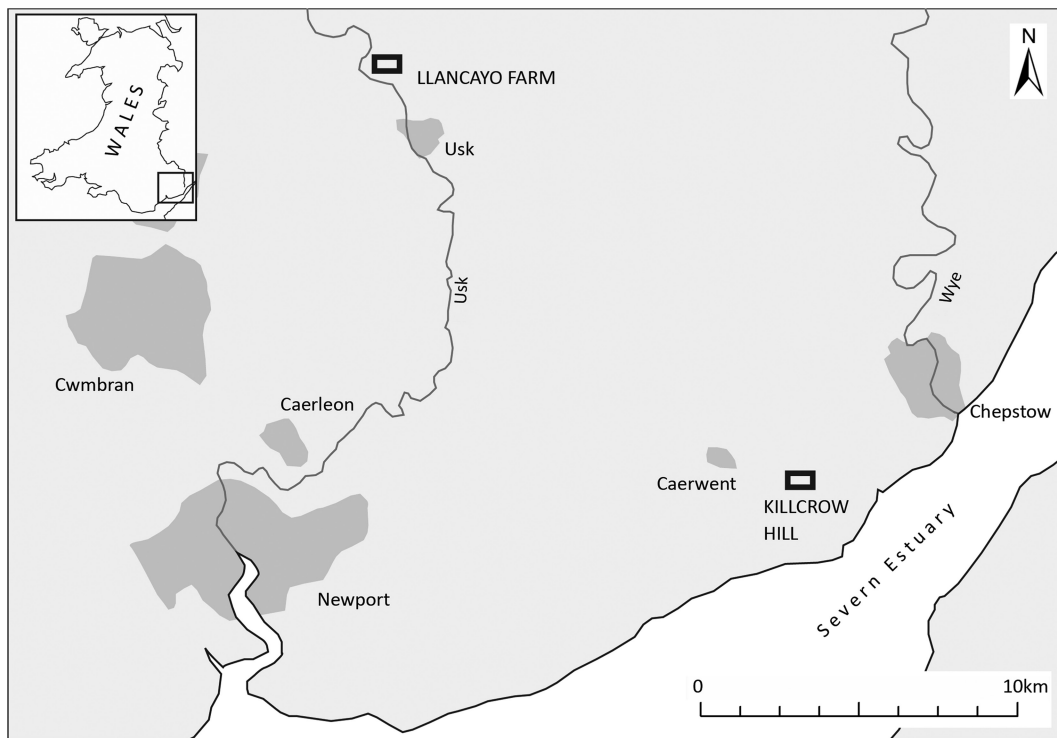 WALES
LLANCAYO FARM
N
Usk
Usk
Wye
Cwmbran
Caerleon
Chepstow
Caerwent
KILLCROW
HILL
Newport
Severn Estuary
0 10km